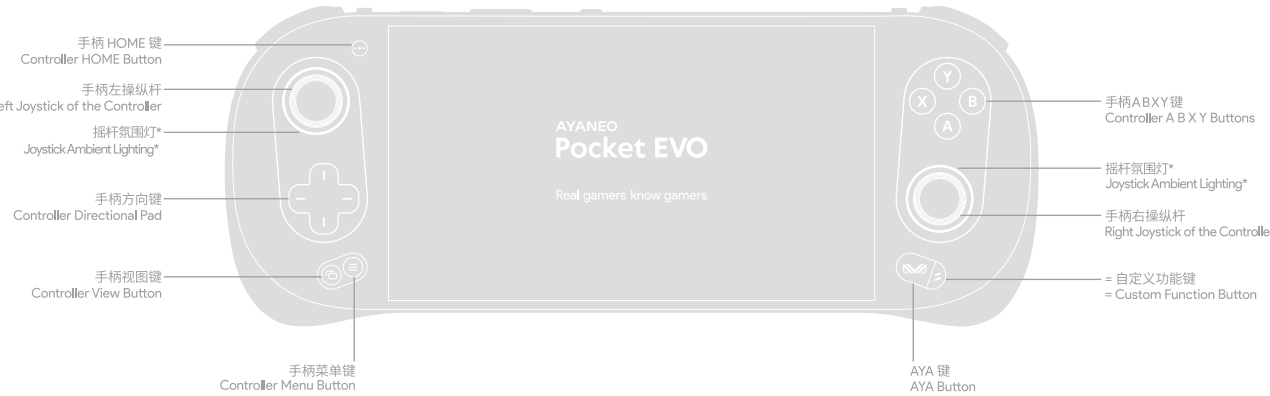 手柄 HOME 键
Controller HOME Button
手柄左操纵杆
eft Joystick of the Controller
摇杆氛围灯*
Joystick Ambient Lighting*
手柄方向键
Controller Directional Pad
手柄视图键
Controller View Button
手柄菜单键
Controller Menu Button
AYANEO
Pocket EVO
Real gamers know gamers
Y
X
B
A
手柄ABXY键
Controller A B X Y Buttons
摇杆氛围灯*
Joystick Ambient Lighting*
手柄右操纵杆
Right Joystick of the Controlle
= 自定义功能键
= Custom Function Button
AYA 键
AYA Button